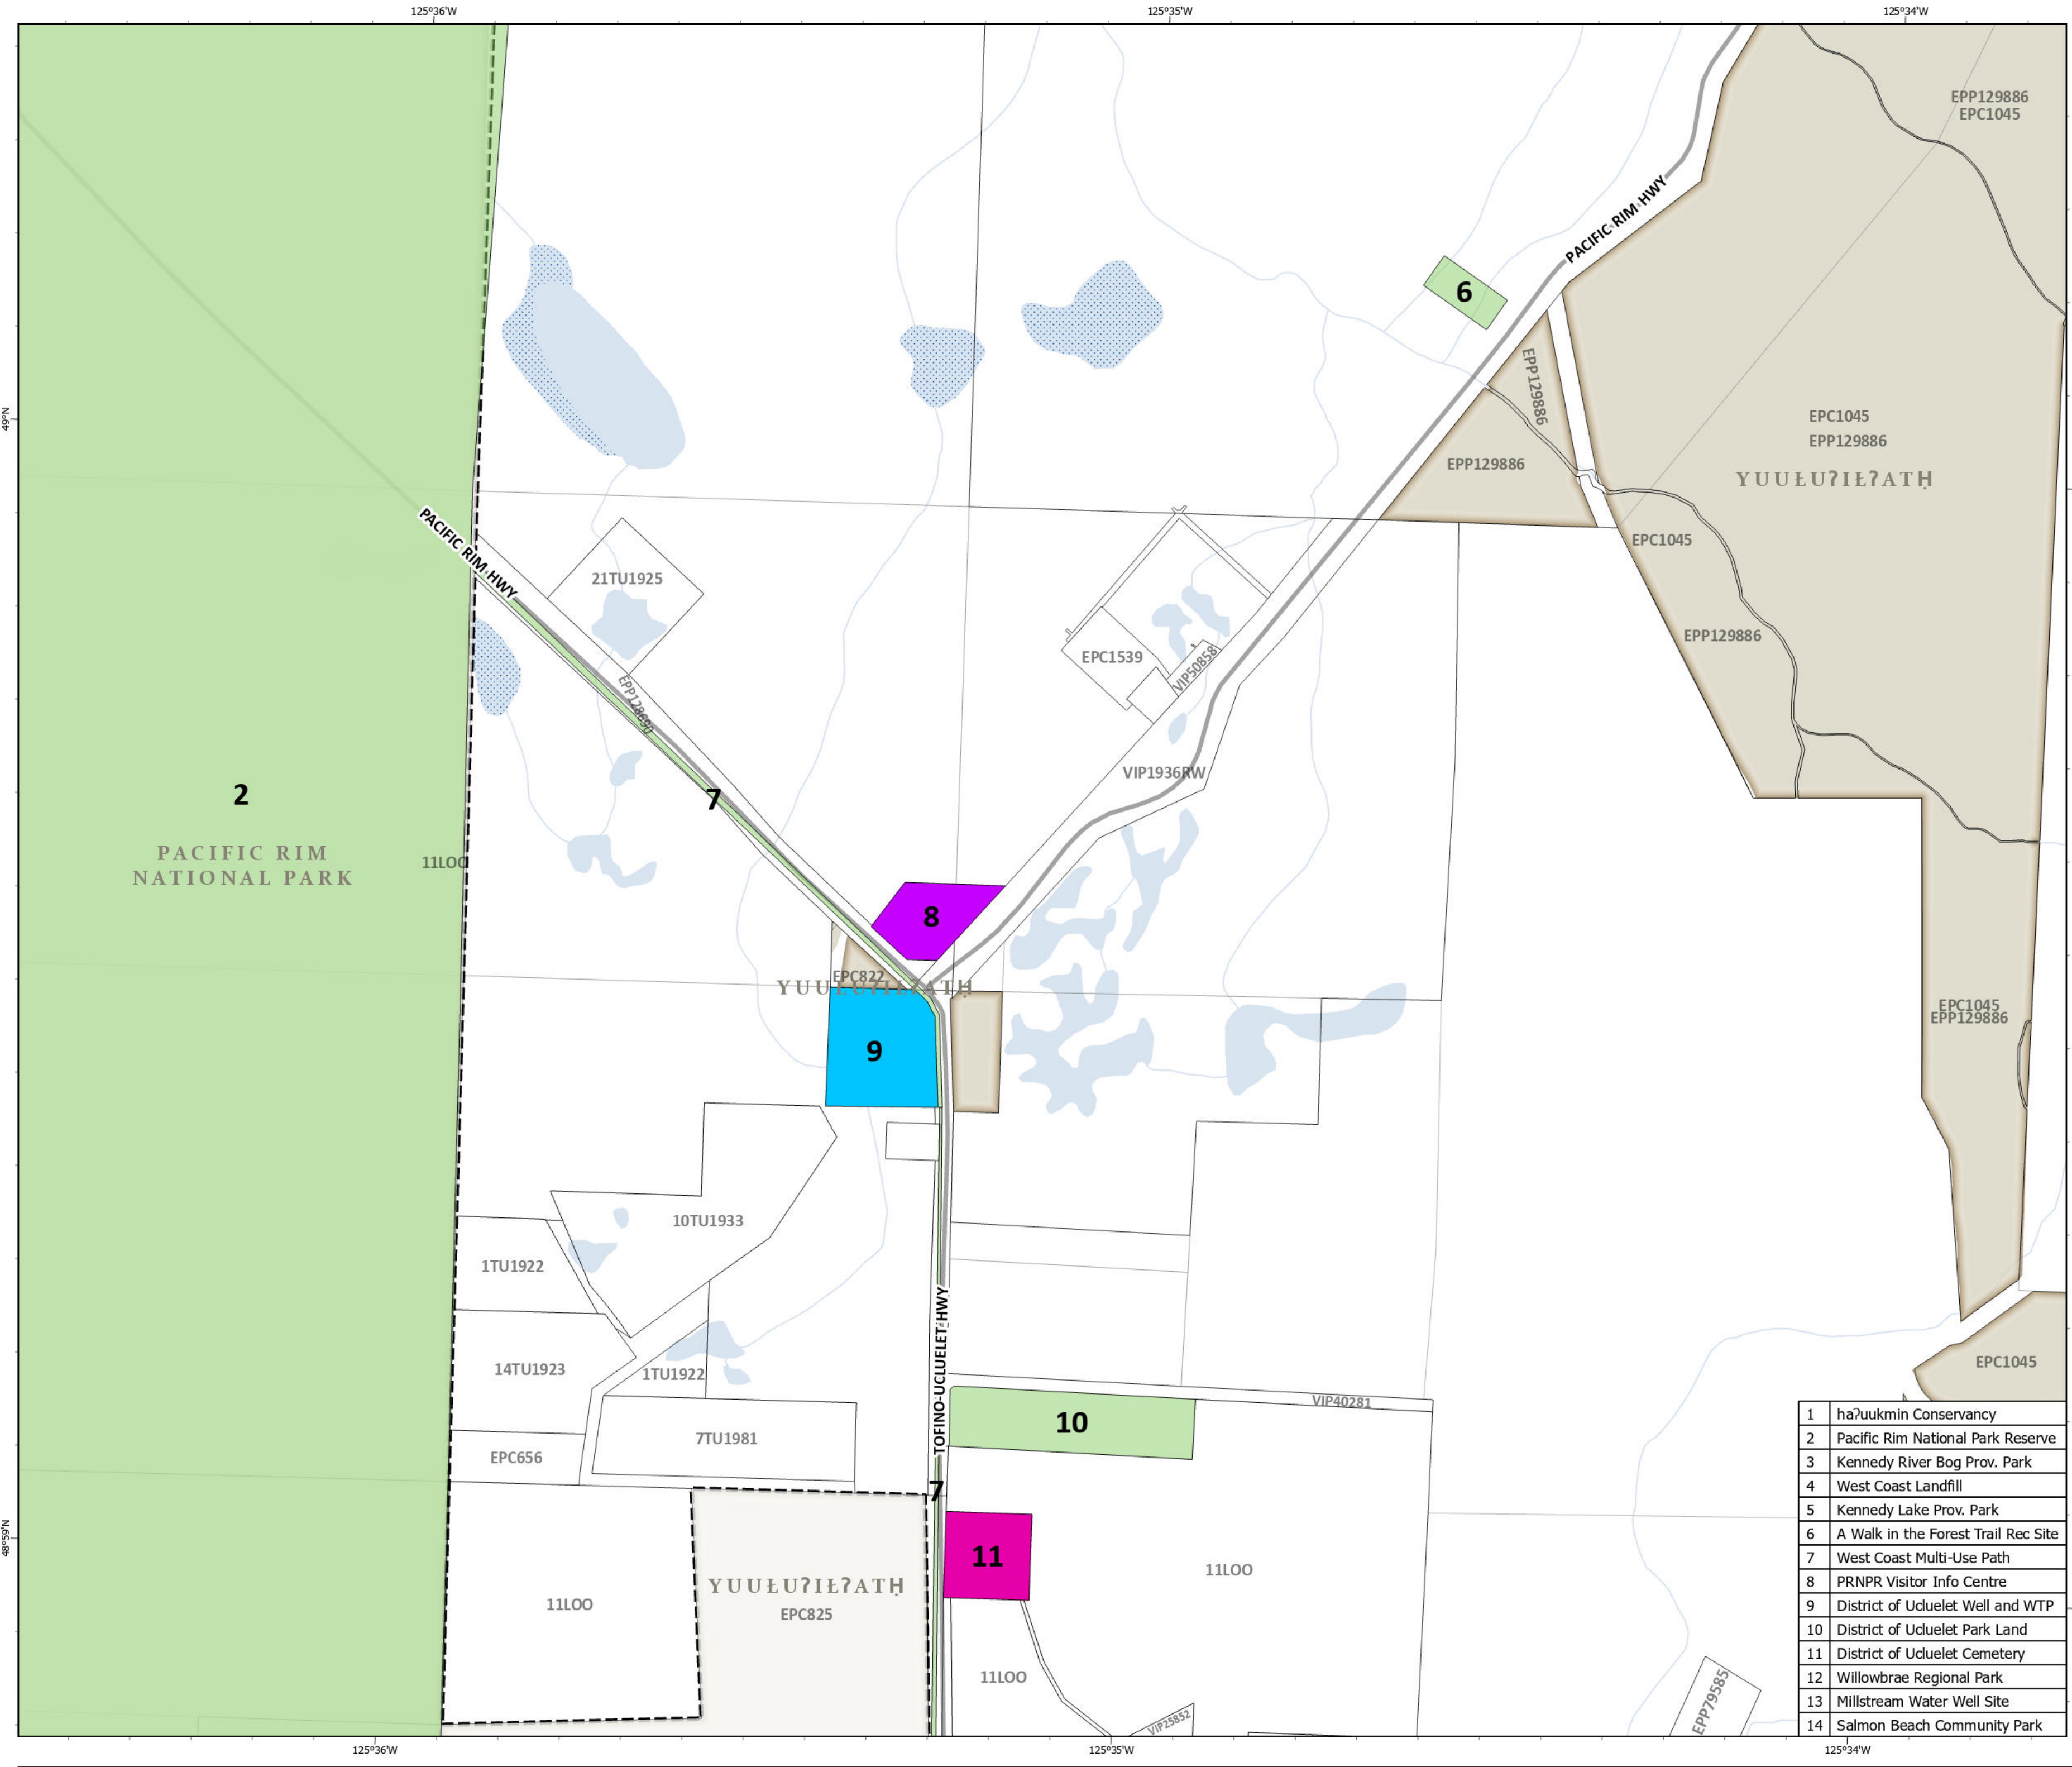 125°36'W
125°35'W
125°34'W
EPP129886
EPC1045
PACIFIC RIM HWY
6
EPP129886
49°N
EPC1045
EPP129886
EPP129886
YUUŁUʔIŁʔATḤ
PACIFIC RIM HWY
EPC1045
21TU1925
EPP129886
EPC1539
VIP50858
EPP128690
VIP1936RW
2
7
PACIFIC RIM
NATIONAL PARK
11LOO
8
EPC822
YUUŁUʔIŁʔATḤ
EPC1045
EPP129886
9
10TU1933
1TU1922
TOFINO-UCLUELET HWY
14TU1923
1TU1922
EPC1045
VIP40281
10
7TU1981
EPC656
7
48°59'N
11
11LOO
YUUŁUʔIŁʔATḤ
EPC825
11LOO
11LOO
VIP25852
EPP79585
1 haʔuukmin Conservancy
2 Pacific Rim National Park Reserve
3 Kennedy River Bog Prov. Park
4 West Coast Landfill
5 Kennedy Lake Prov. Park
6 A Walk in the Forest Trail Rec Site
7 West Coast Multi-Use Path
8 PRNPR Visitor Info Centre
9 District of Ucluelet Well and WTP
10 District of Ucluelet Park Land
11 District of Ucluelet Cemetery
12 Willowbrae Regional Park
13 Millstream Water Well Site
14 Salmon Beach Community Park
125°36'W
125°35'W
125°34'W